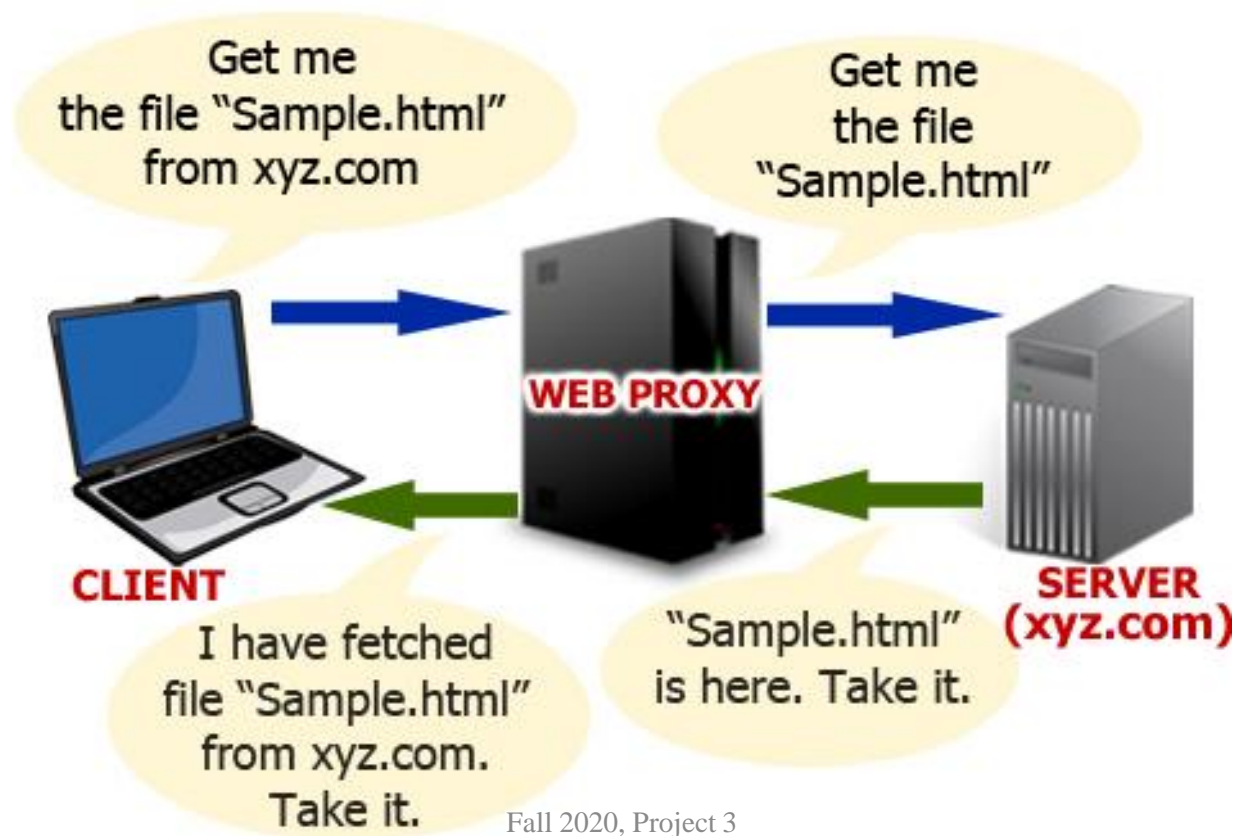 Get me
the file “Sample.html”
from xyz.com
Get me
the file
“Sample.html”
WEB PROXY
CLIENT
SERVER
(xyz.com)
I have fetched
file “Sample.html”
from xyz.com.
Take it.
“Sample.html”
is here. Take it.
Fall 2020, Project 3